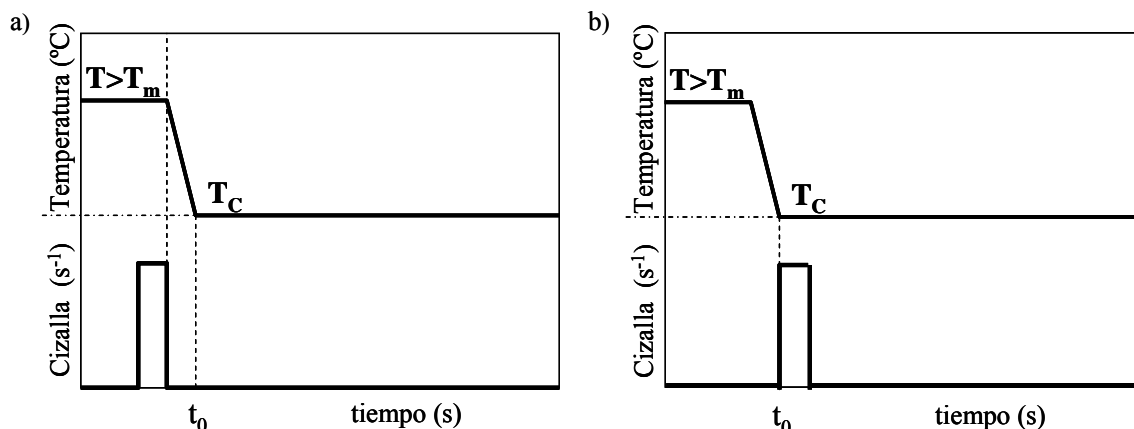 a)
Temperatura (ºC)
T>Tm
TC
Cizalla (s-1)
t0
tiempo (s)
b)
Temperatura (ºC)
T>Tm
TC
Cizalla (s-1)
t0
tiempo (s)